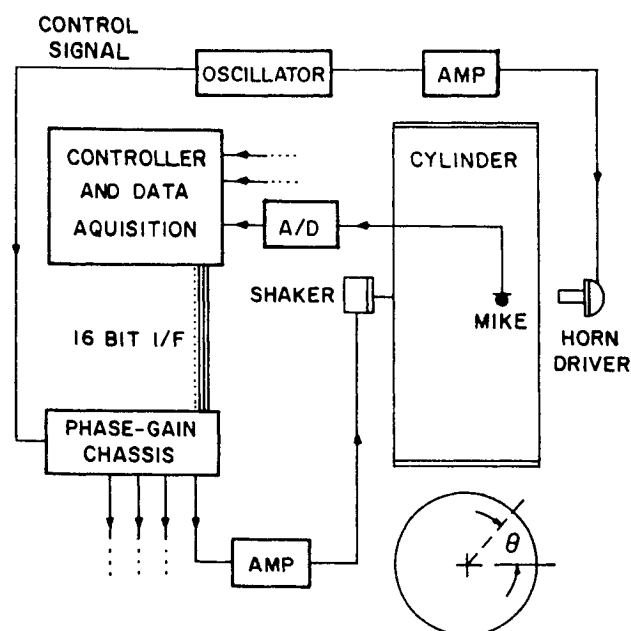 CONTROL
SIGNAL
OSCILLATOR
AMP
CONTROLLER
AND DATA
AQUISITION
A/D
CYLINDER
SHAKER
MIKE
HORN
DRIVER
16 BIT I/F
PHASE-GAIN
CHASSIS
AMP
θ